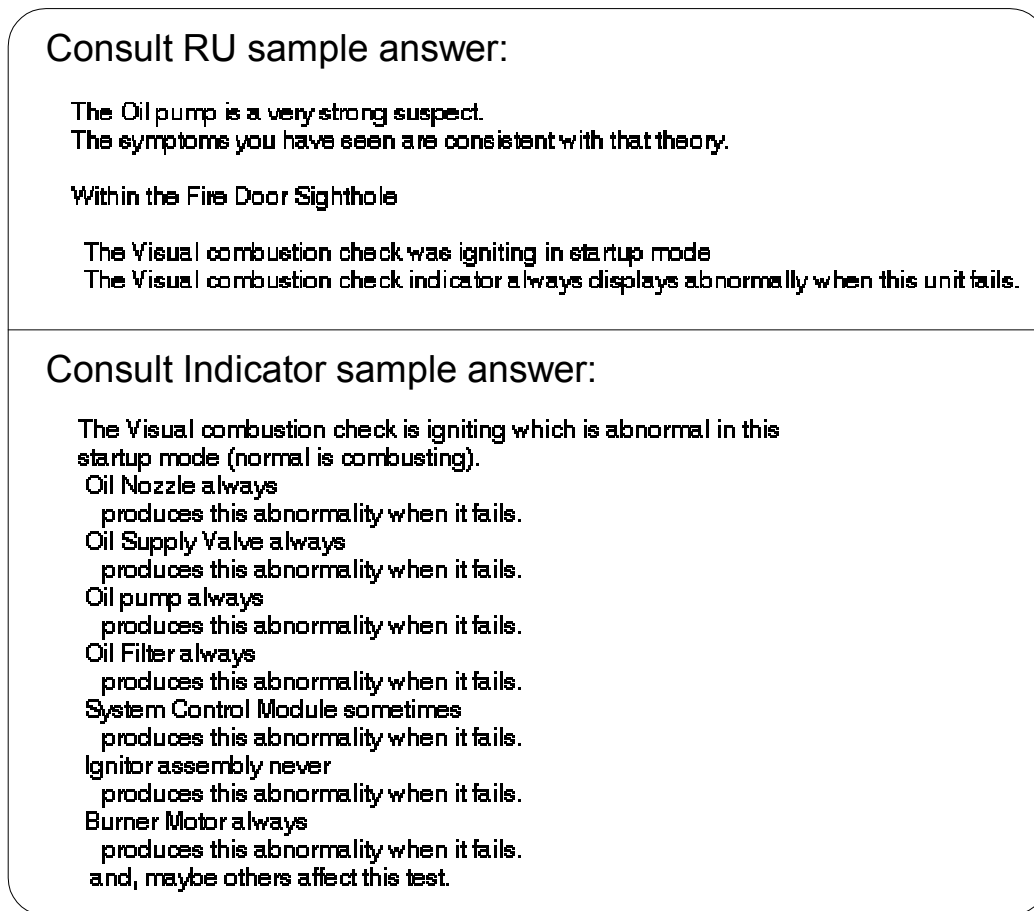 Consult RU sample answer:
The Oil pump is a very strong suspect.
The symptoms you have seen are consistent with that theory.
Within the Fire Door Sighthole
The Visual combustion check was igniting in startup mode
The Visual combustion check indicator always displays abnormally when this unit fails.
Consult Indicator sample answer:
The Visual combustion check is igniting which is abnormal in this
startup mode (normal is combusting).
Oil Nozzle always
produces this abnormality when it fails.
Oil Supply Valve always
produces this abnormality when it fails.
Oil pump always
produces this abnormality when it fails.
Oil Filter always
produces this abnormality when it fails.
System Control Module sometimes
produces this abnormality when it fails.
Ignitor assembly never
produces this abnormality when it fails.
Burner Motor always
produces this abnormality when it fails.
and, maybe others affect this test.